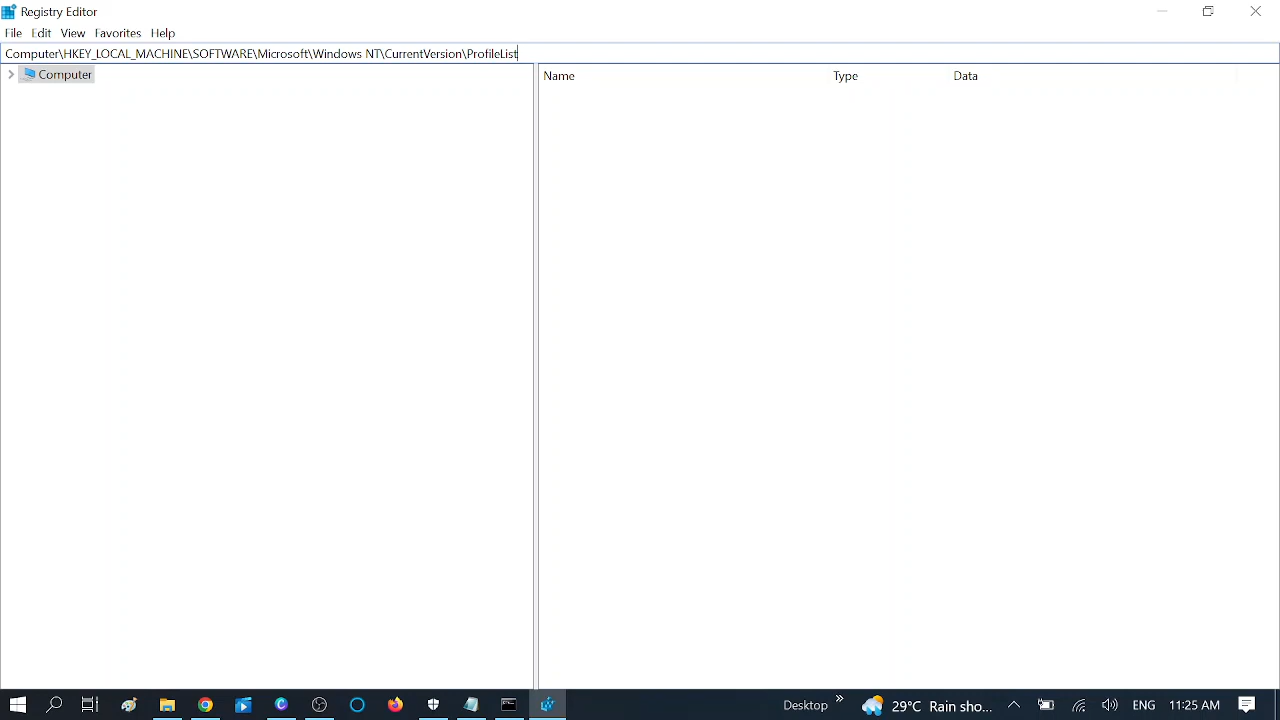 Registry Editor
File Edit View Favorites Help
Computer\HKEY_LOCAL_MACHINE\SOFTWARE\Microsoft\Windows NT\CurrentVersion\ProfileList
Computer
Name Type Data
Desktop » 29°C Rain sho... ENG 11:25 AM